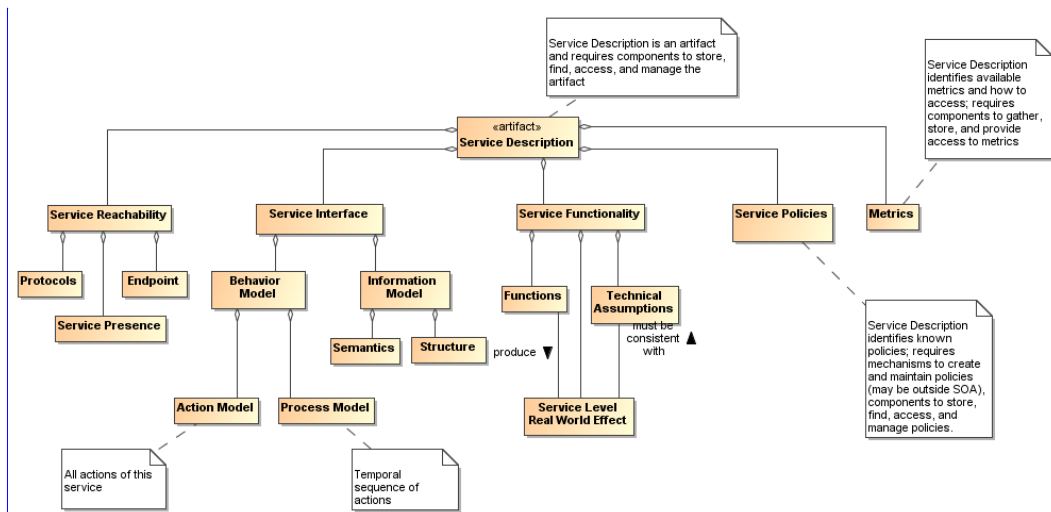 Service Description is an artifact
and requires components to store,
find, access, and manage the
artifact
Service Description
identifies available
metrics and how to
access; requires
components to gather,
store, and provide
access to metrics
«artifact»
Service Description
Service Reachability
Service Interface
Service Functionality
Service Policies
Metrics
Protocols
Endpoint
Service Presence
Behavior
Model
Information
Model
Functions
Technical
Assumptions
Semantics
Structure
produce
must be
consistent
with
Action Model
Process Model
Service Level
Real World Effect
Service Description
identifies known
policies; requires
mechanisms to create
and maintain policies
(may be outside SOA),
components to store,
find, access, and
manage policies.
All actions of this
service
Temporal
sequence of
actions